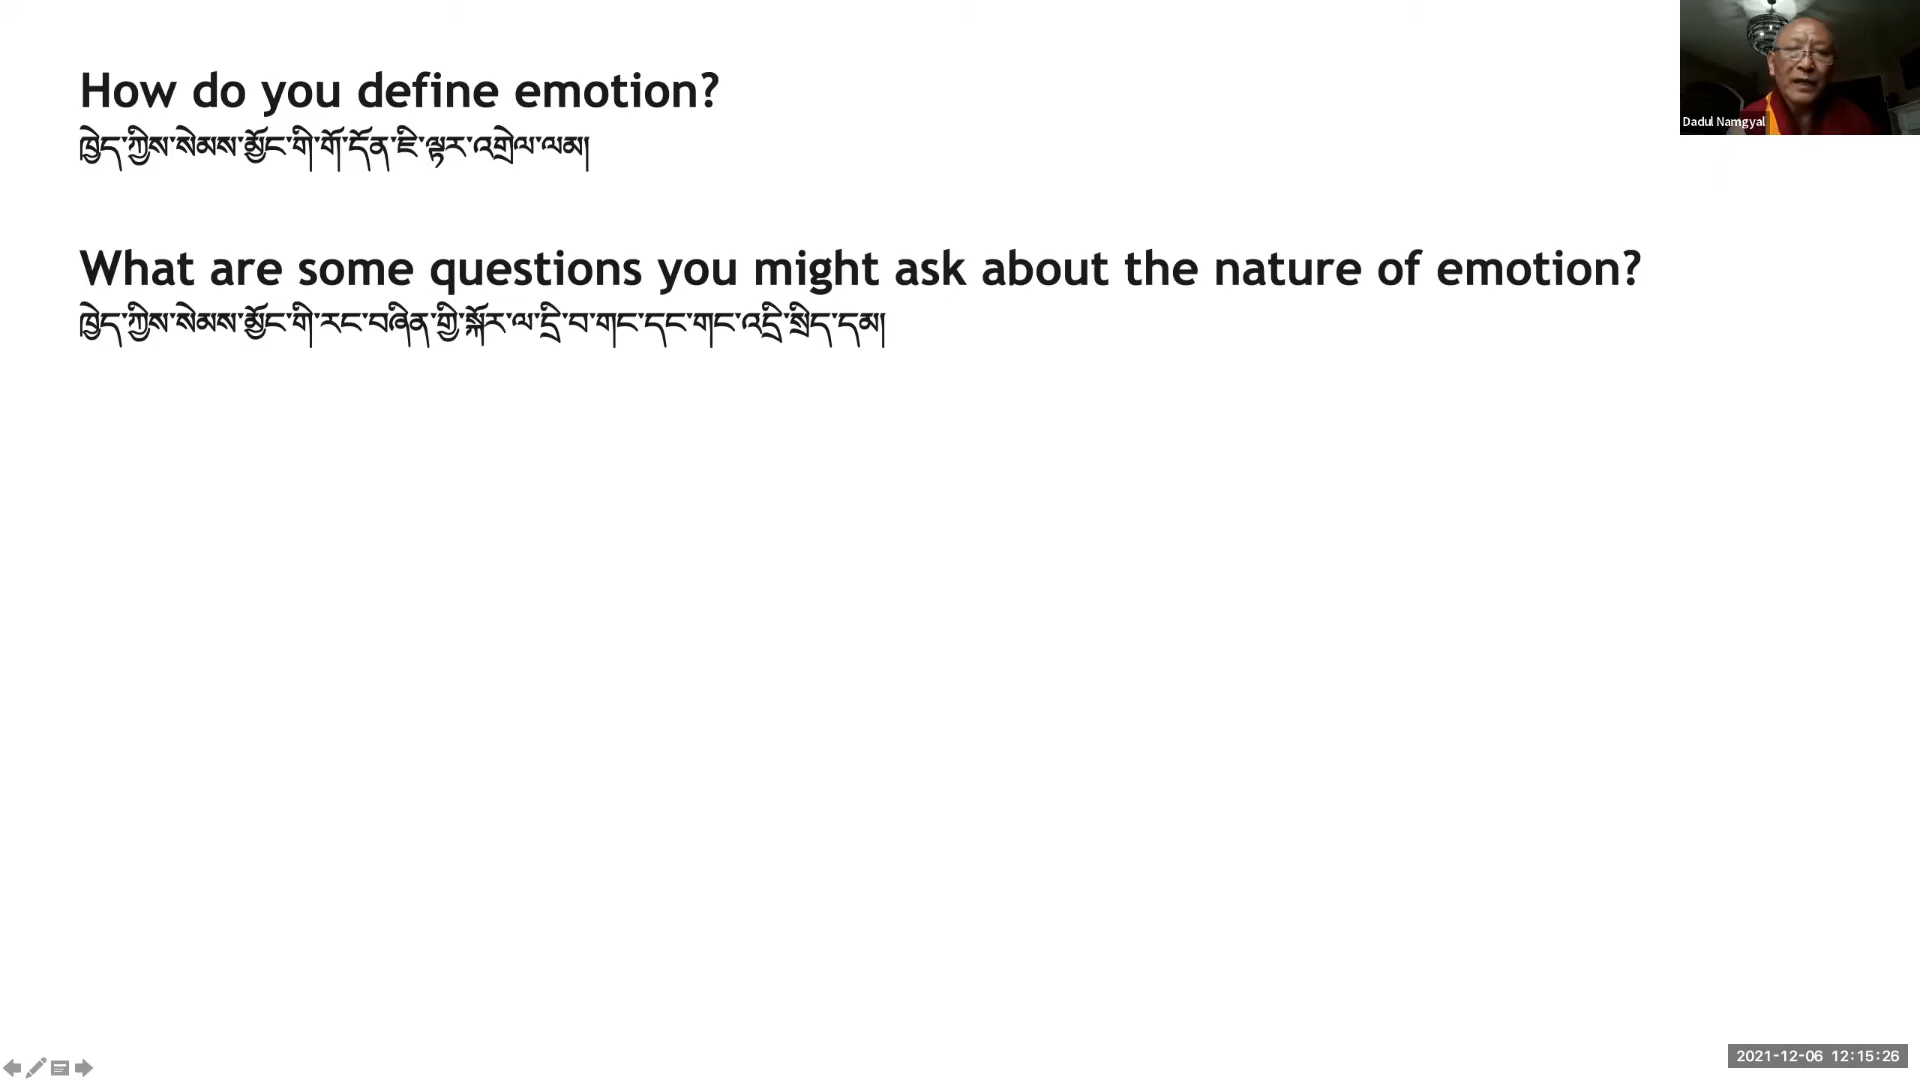 How do you define emotion?
ཁྱེད་ཀྱིས་སེམས་མྱོང་གི་གོ་དོན་ཇི་ལྟར་འགྲེལ་ལམ།
What are some questions you might ask about the nature of emotion?
ཁྱེད་ཀྱིས་སེམས་མྱོང་གི་རང་བཞིན་གྱི་སྐོར་ལ་དྲི་བ་གང་དང་གང་འདྲི་སྲིད་དམ།
Dadul Namgyal
2021-12-06 12:15:26